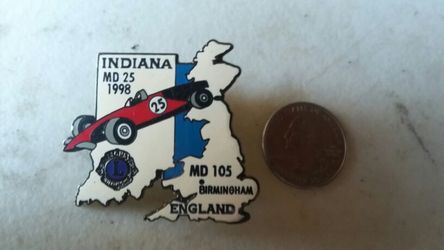 INDIANA
MD 25
1998
25
L
MD 105
BIRMINGHAM
ENGLAND